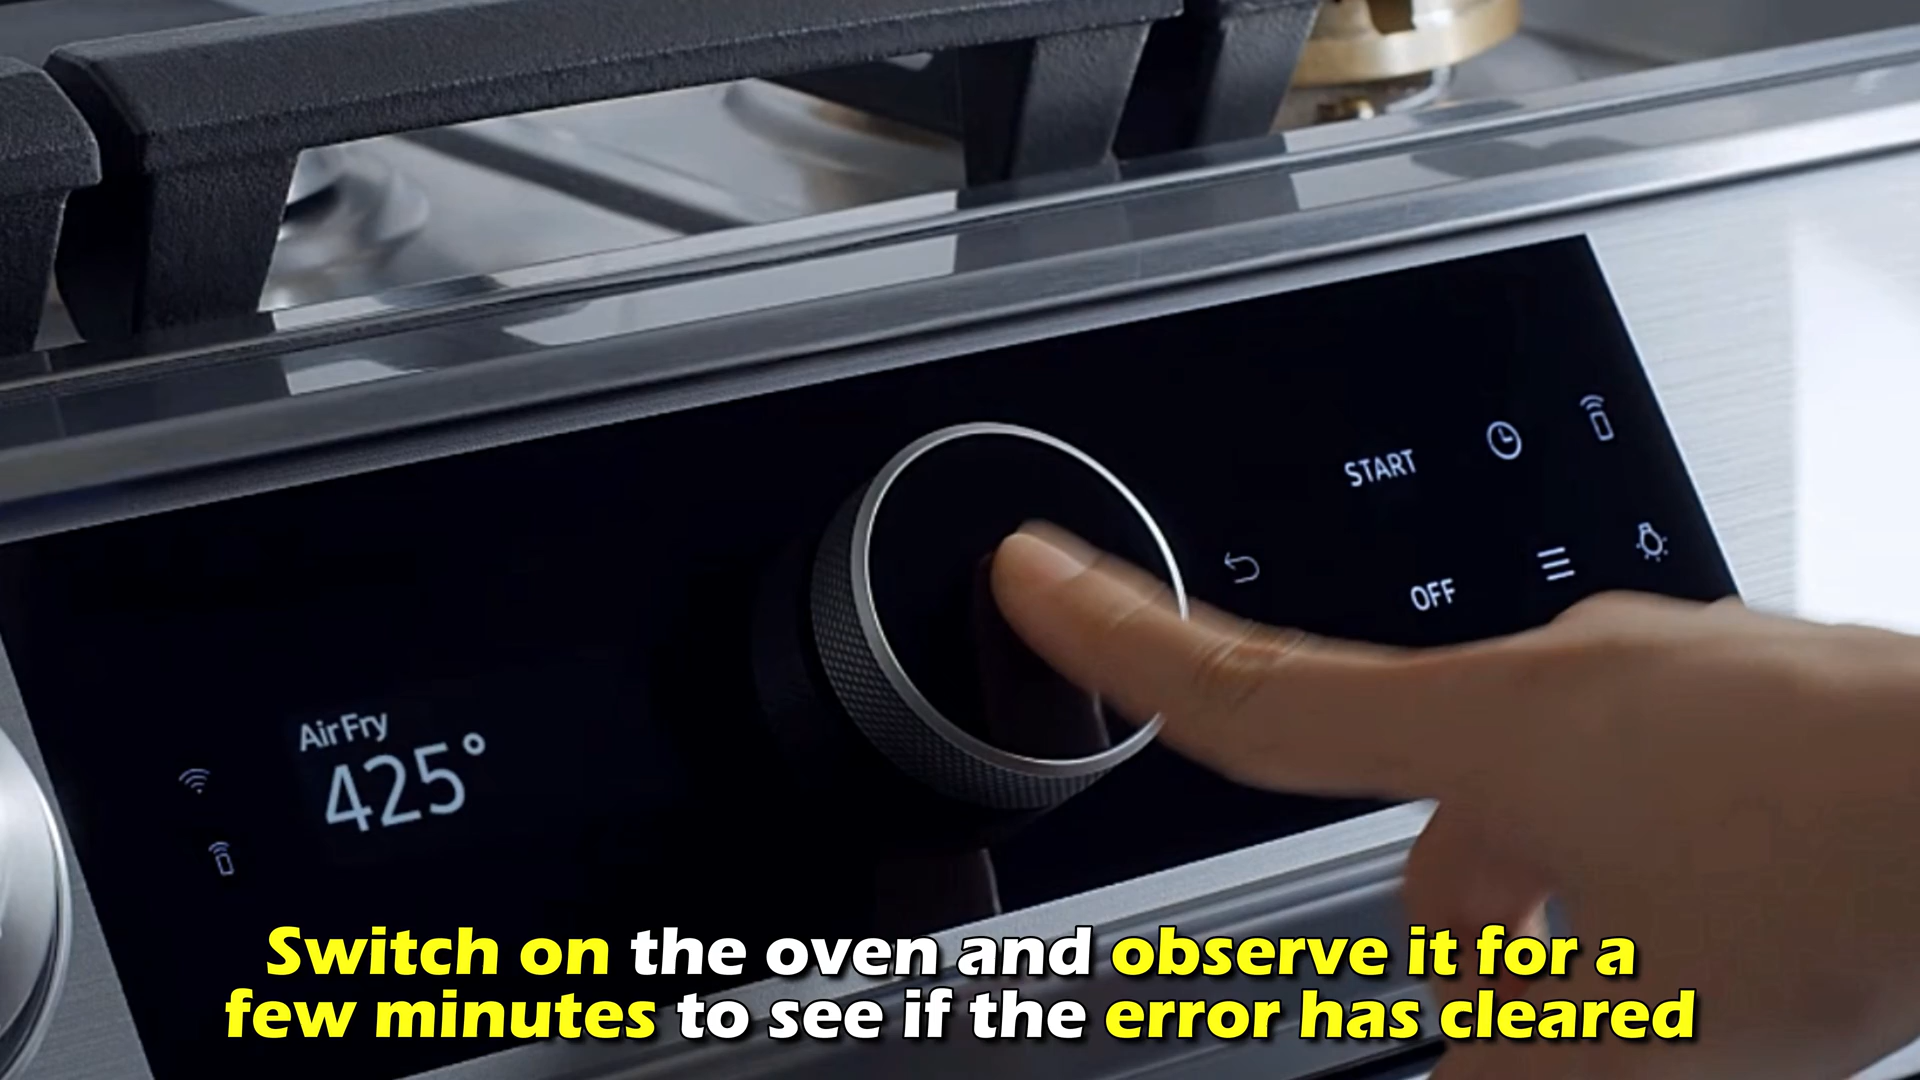 START
OFF
AirFry
425°
Switch on the oven and observe it for a
few minutes to see if the error has cleared